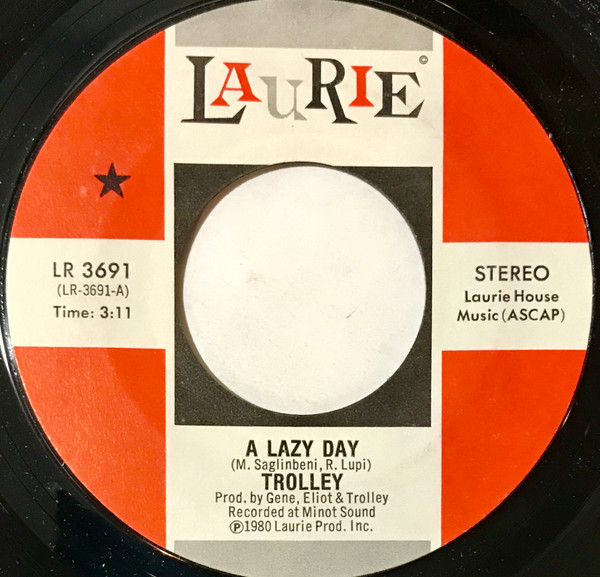 LAURIE ©
LR 3691
(LR-3691-A)
Time: 3:11
STEREO
Laurie House
Music (ASCAP)
A LAZY DAY
(M. Saglinbeni, R. Lupi)
TROLLEY
Prod. by Gene, Eliot & Trolley
Recorded at Minot Sound
℗1980 Laurie Prod. Inc.